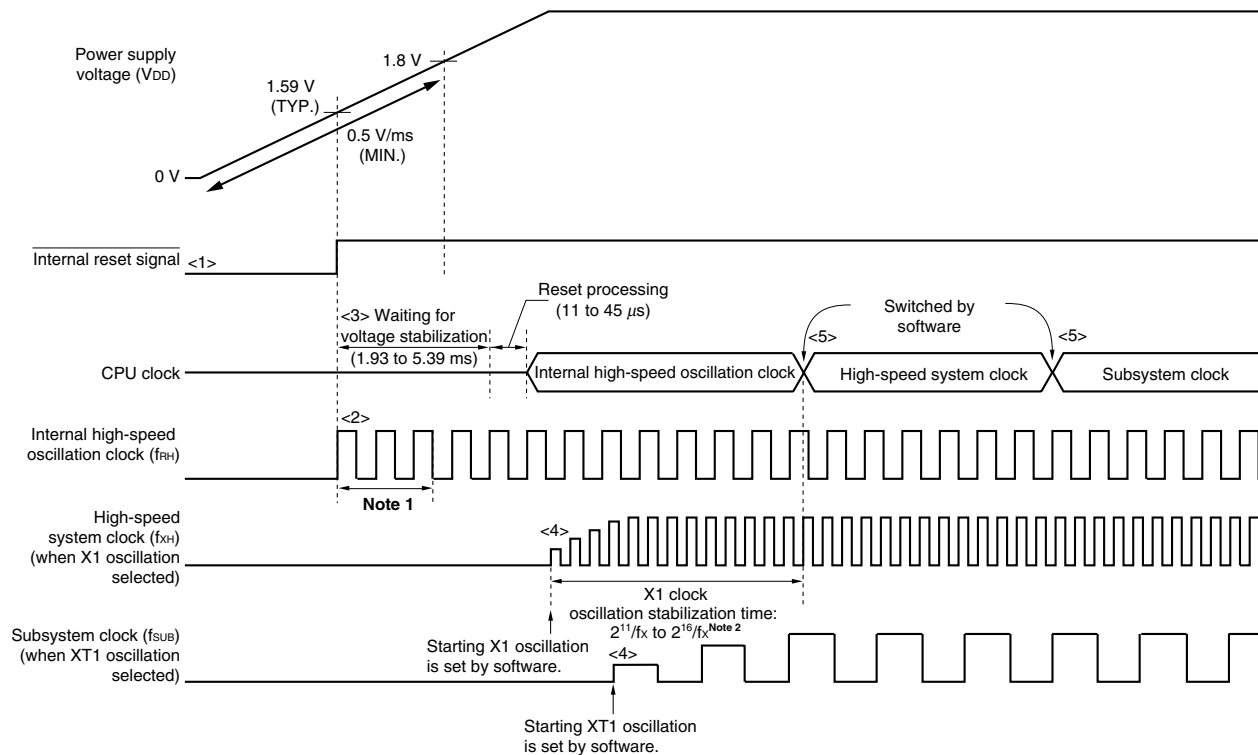 Power supply
voltage (VDD)
1.8 V
1.59 V
(TYP.)
0.5 V/ms
(MIN.)
0 V
Internal reset signal
<1>
Reset processing
(11 to 45 μs)
<3> Waiting for
voltage stabilization
(1.93 to 5.39 ms)
Switched by
software
<5>
<5>
CPU clock
Internal high-speed oscillation clock
High-speed system clock
Subsystem clock
<2>
Internal high-speed
oscillation clock (fRH)
Note 1
High-speed
system clock (fXH)
(when X1 oscillation
selected)
<4>
X1 clock
oscillation stabilization time:
2^11/fX to 2^16/fX Note 2
Starting X1 oscillation
is set by software.
Subsystem clock (fSUB)
(when XT1 oscillation
selected)
<4>
Starting XT1 oscillation
is set by software.